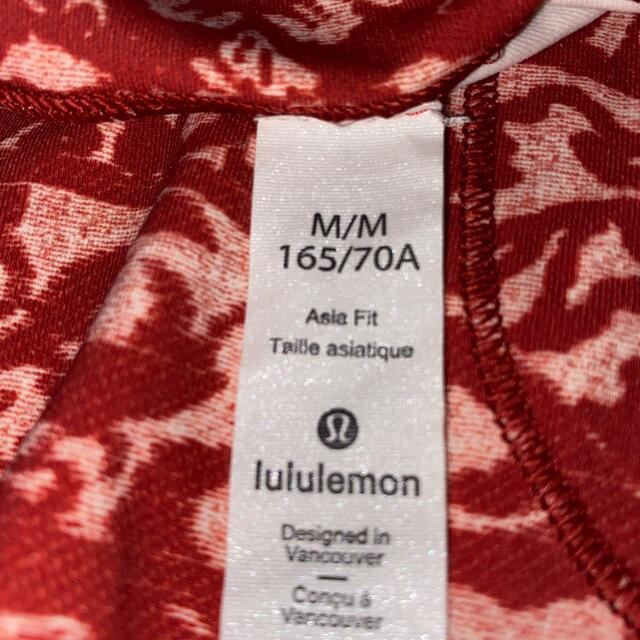 M/M
165/70A
Asia Fit
Taille asiatique
lululemon
Designed in
Vancouver
Conçu à
Vancouver